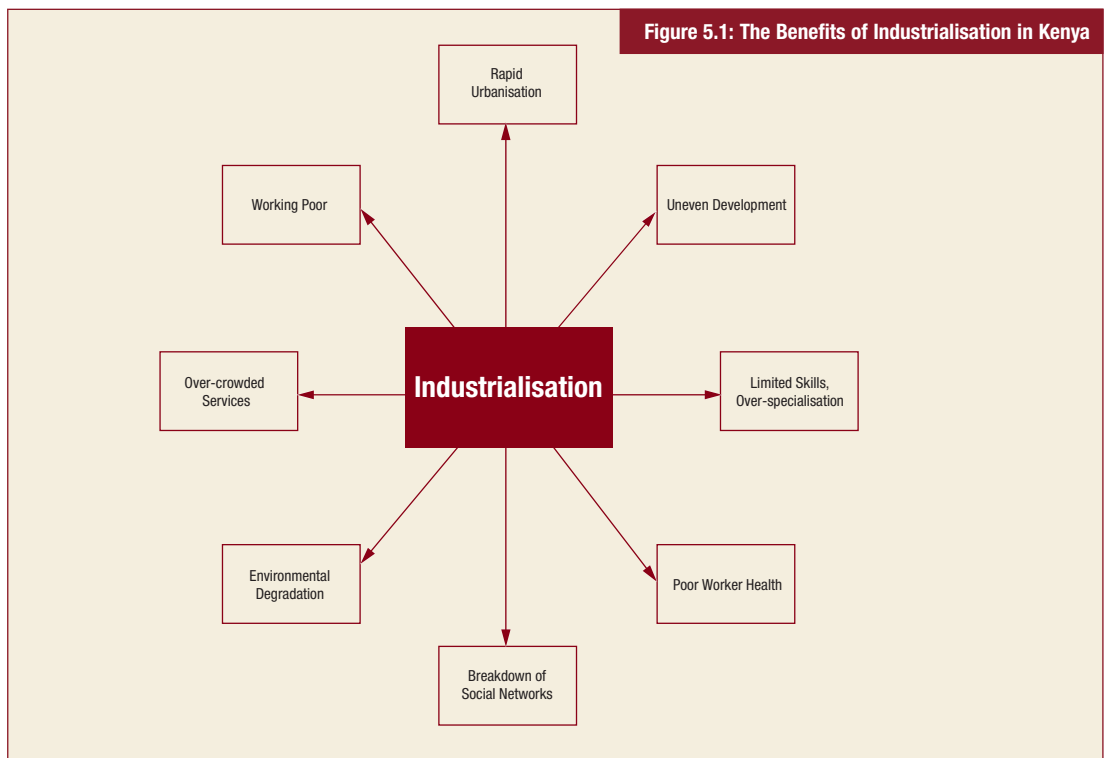 Figure 5.1: The Benefits of Industrialisation in Kenya
Rapid
Urbanisation
Working Poor
Uneven Development
Over-crowded
Services
Industrialisation
Limited Skills,
Over-specialisation
Environmental
Degradation
Poor Worker Health
Breakdown of
Social Networks